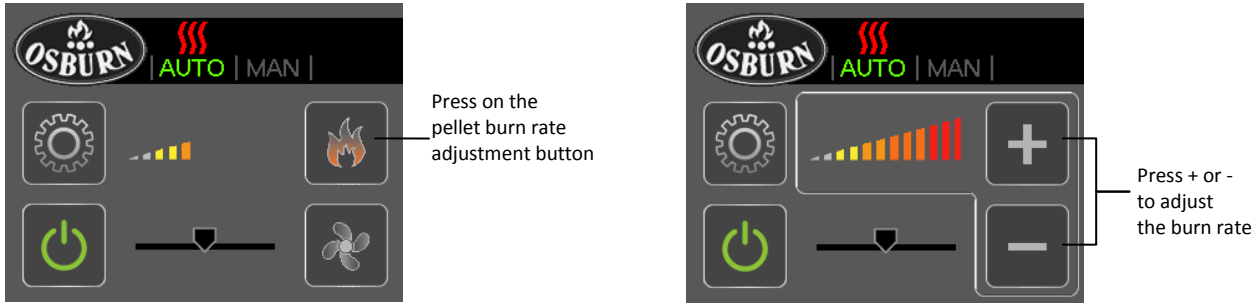 OSBURN
| AUTO | MAN |
Press on the
pellet burn rate
adjustment button
OSBURN
| AUTO | MAN |
Press + or -
to adjust
the burn rate